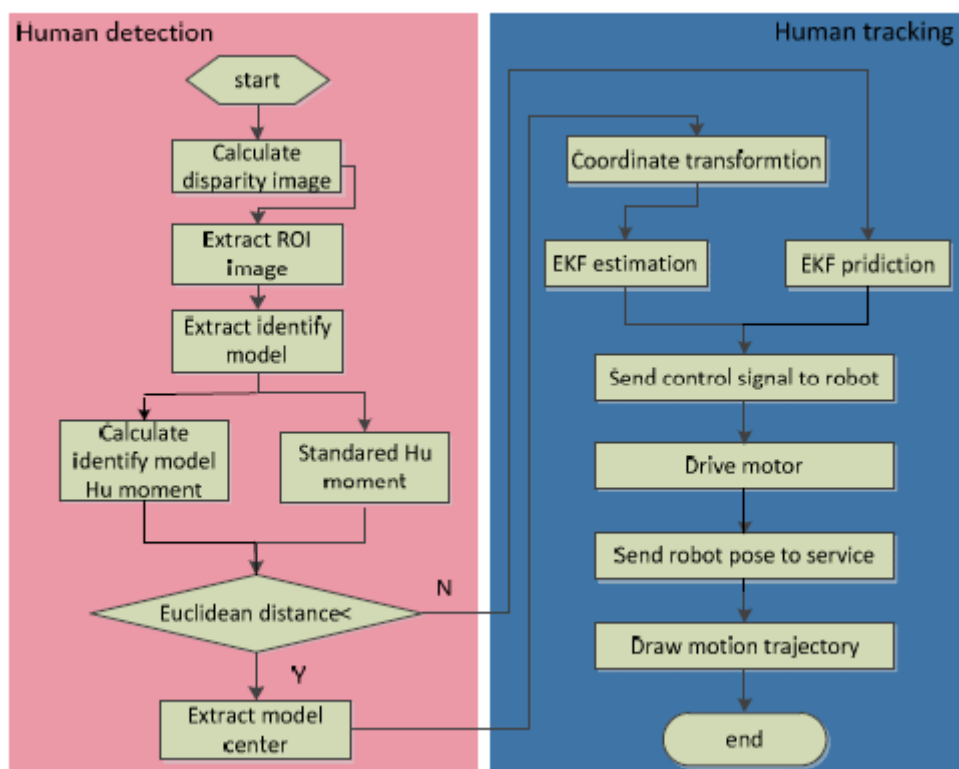 Human detection
start
Calculate
disparity image
Extract ROI
image
Extract identify
model
Calculate
identify model
Hu moment
Standared Hu
moment
Euclidean distance<
N
Y
Extract model
center
Human tracking
Coordinate transformtion
EKF estimation
EKF pridiction
Send control signal to robot
Drive motor
Send robot pose to service
Draw motion trajectory
end